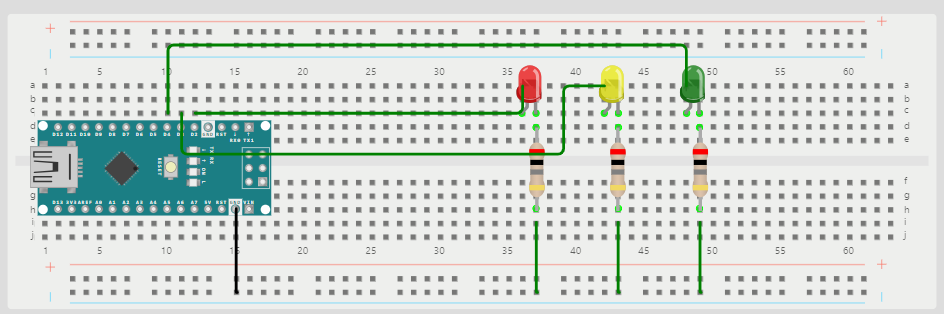 + +
1 5 10 15 20 25 30 35 40 45 50 55 60
a a
b b
c c
D12 D11 D10 D9 D8 D7 D6 D5 D4 D3 D2 GND RST
d d
RX0 TX1
e e
TX RX
ON L
RESET
f f
D13 3V3 AREF A0 A1 A2 A3 A4 A5 A6 A7 5V RST GND VIN
g g
h h
i i
j j
1 5 10 15 20 25 30 35 40 45 50 55 60
+ +